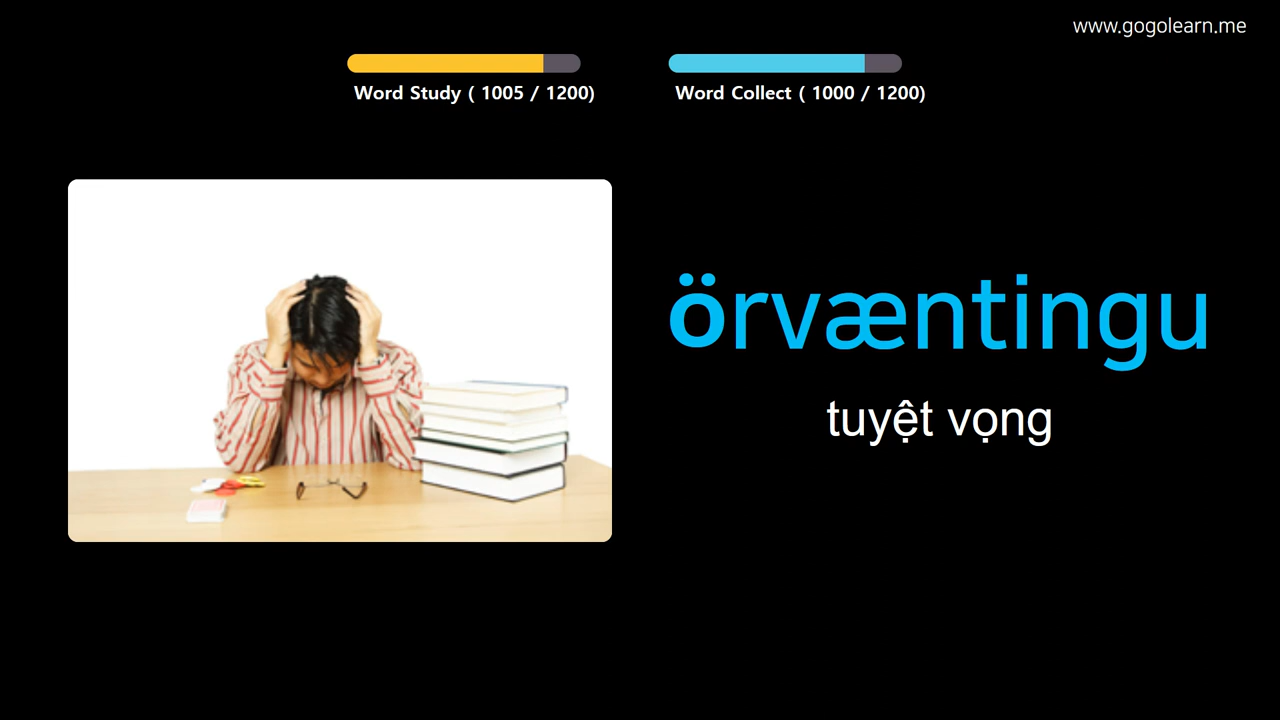 www.gogolearn.me
Word Study ( 1005 / 1200)
Word Collect ( 1000 / 1200)
örvæntingu
tuyệt vọng